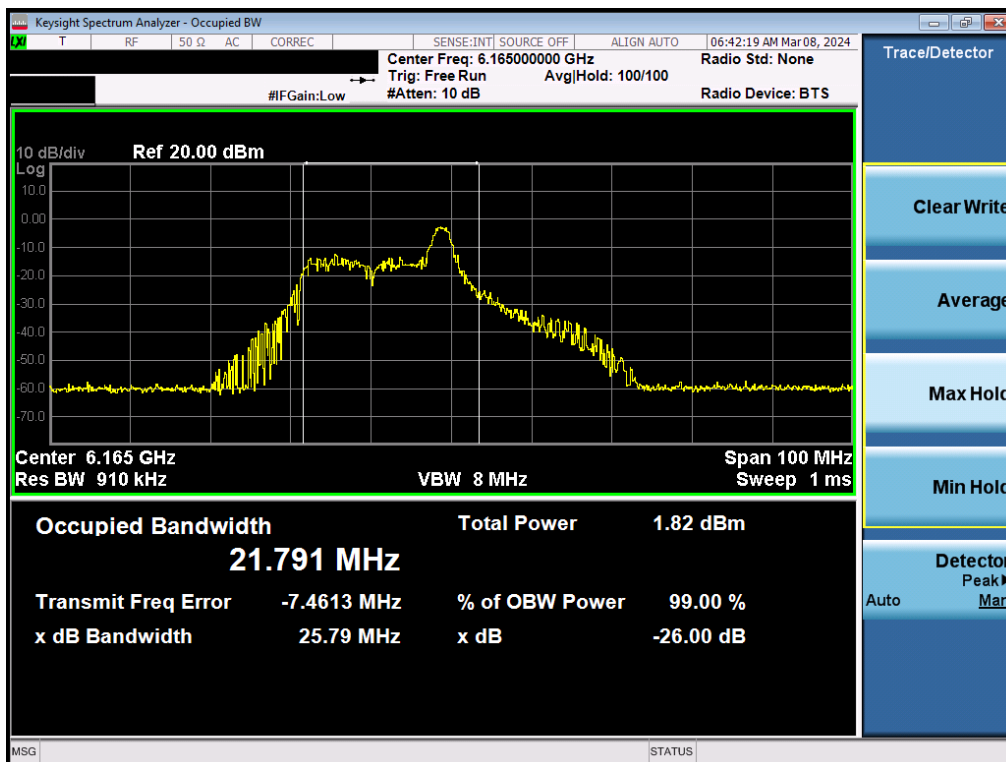 Keysight Spectrum Analyzer - Occupied BW
LXI T RF 50 Ω AC CORREC SENSE:INT SOURCE OFF ALIGN AUTO 06:42:19 AM Mar 08, 2024
Center Freq: 6.165000000 GHz Radio Std: None
Trig: Free Run Avg|Hold: 100/100
#IFGain:Low #Atten: 10 dB Radio Device: BTS
10 dB/div Ref 20.00 dBm
Log
10.0
0.00
-10.0
-20.0
-30.0
-40.0
-50.0
-60.0
-70.0
Center 6.165 GHz Span 100 MHz
Res BW 910 kHz VBW 8 MHz Sweep 1 ms
Occupied Bandwidth Total Power 1.82 dBm
21.791 MHz
Transmit Freq Error -7.4613 MHz % of OBW Power 99.00 %
x dB Bandwidth 25.79 MHz x dB -26.00 dB
MSG STATUS
Trace/Detector
Clear Write
Average
Max Hold
Min Hold
Detector
Peak
Auto Man